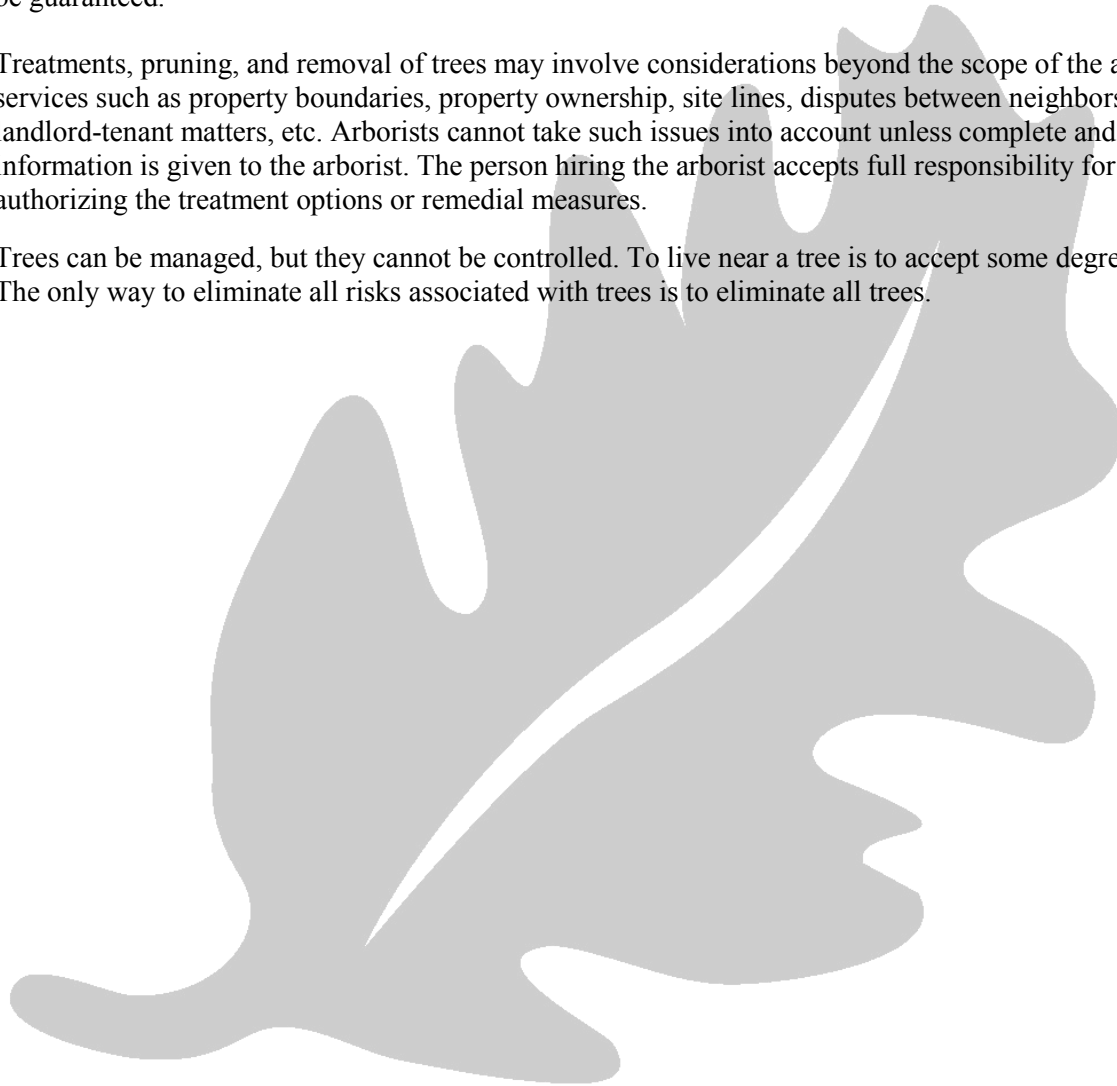 be guaranteed.
Treatments, pruning, and removal of trees may involve considerations beyond the scope of the
services such as property boundaries, property ownership, site lines, disputes between neighbors
landlord-tenant matters, etc. Arborists cannot take such issues into account unless complete and
information is given to the arborist. The person hiring the arborist accepts full responsibility for
authorizing the treatment options or remedial measures.
Trees can be managed, but they cannot be controlled. To live near a tree is to accept some
The only way to eliminate all risks associated with trees is to eliminate all trees.